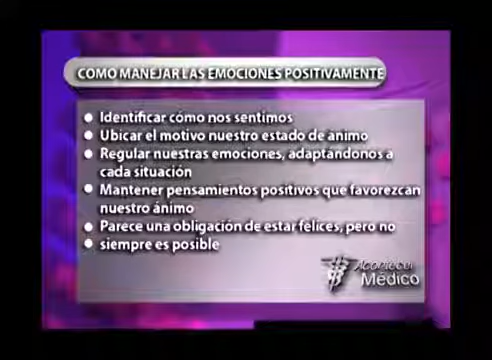 COMO MANEJAR LAS EMOCIONES POSITIVAMENTE
● Identificar cómo nos sentimos
● Ubicar el motivo nuestro estado de ánimo
● Regular nuestras emociones, adaptándonos a
cada situación
● Mantener pensamientos positivos que favorezcan
nuestro ánimo
● Parece una obligación de estar felices, pero no
● siempre es posible
Acontecer
Médico